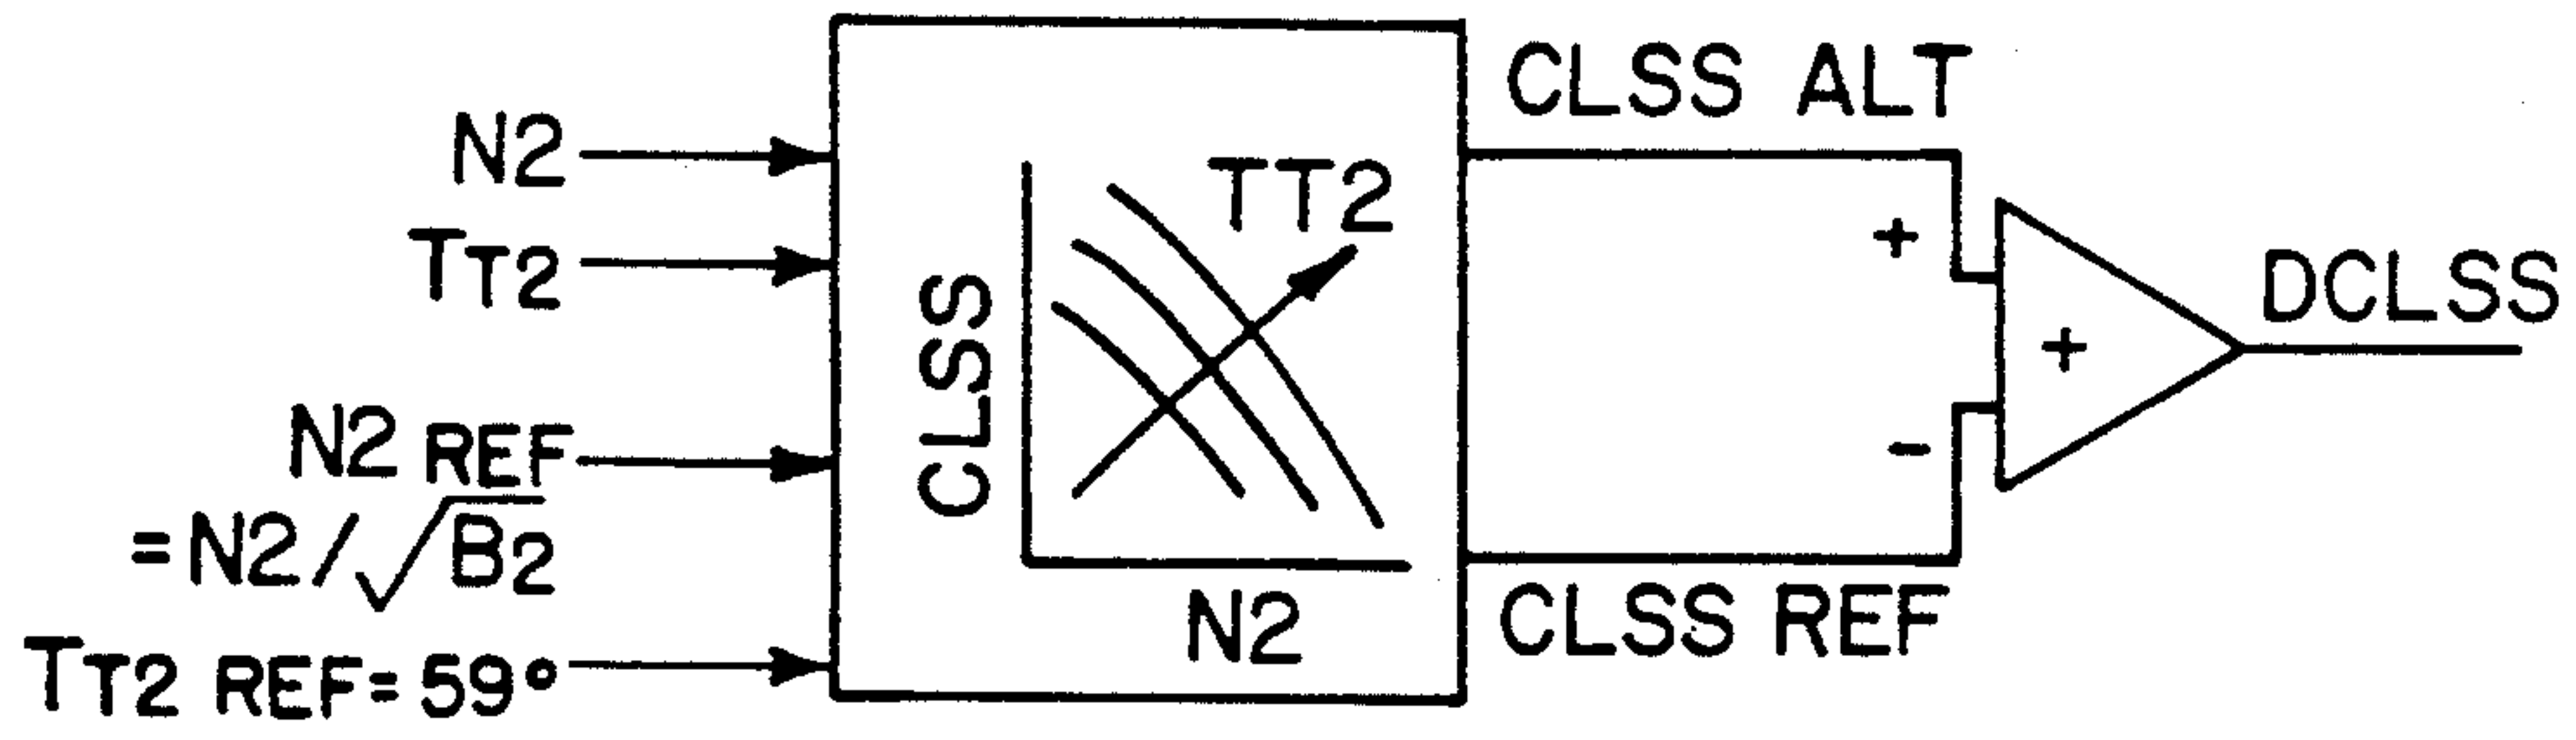 N2
TT2
N2 REF
=N2/√B2
TT2 REF=59°
CLSS
TT2
N2
CLSS ALT
+
+
-
DCLSS
CLSS REF